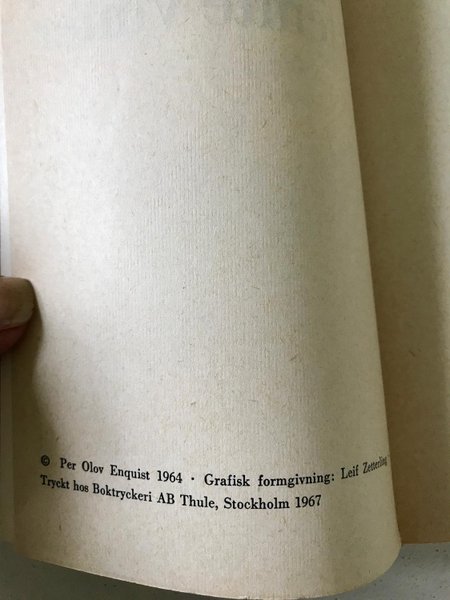 © Per Olov Enquist 1964 · Grafisk formgivning: Leif Zetterling
Tryckt hos Boktryckeri AB Thule, Stockholm 1967